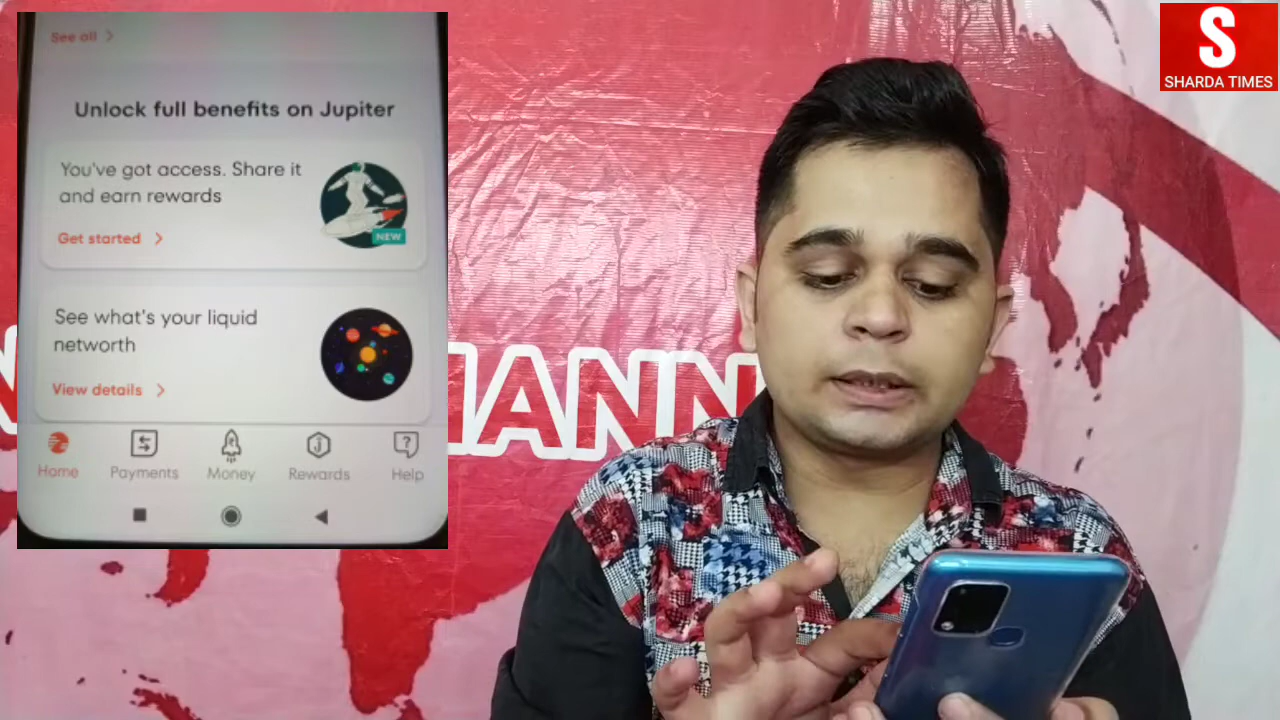 See all >
Unlock full benefits on Jupiter
You've got access. Share it
and earn rewards
Get started >
NEW
See what's your liquid
networth
View details >
Home
Payments
Money
Rewards
Help
S
SHARDA TIMES